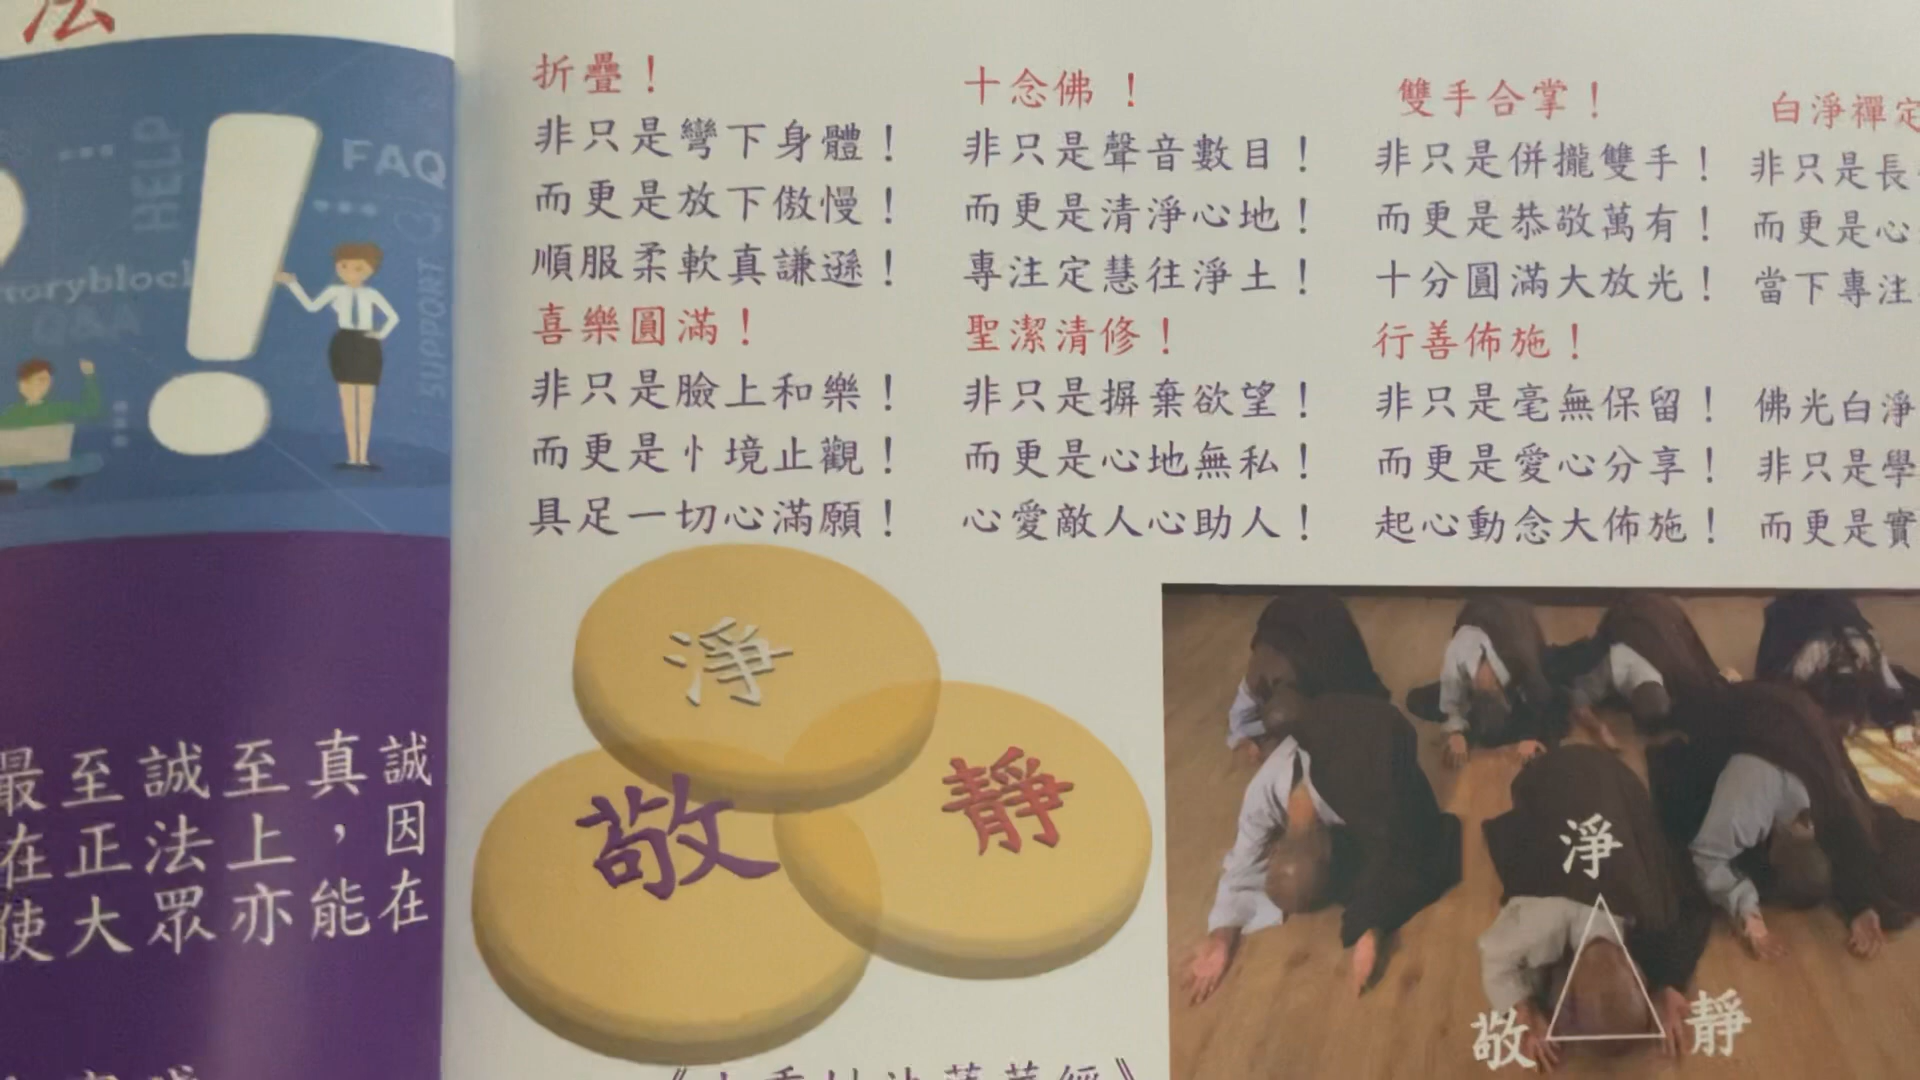 法
HELP
FAQ
toryblock
Q&A
SUPPORT
最至誠至真誠
在正法上，因
使大眾亦能在
折疊！
非只是彎下身體！
而更是放下傲慢！
順服柔軟真謙遜！
喜樂圓滿！
非只是臉上和樂！
而更是忄境止觀！
具足一切心滿願！
十念佛！
非只是聲音數目！
而更是清淨心地！
專注定慧往淨土！
聖潔清修！
非只是摒棄欲望！
而更是心地無私！
心愛敵人心助人！
雙手合掌！
非只是併攏雙手！
而更是恭敬萬有！
十分圓滿大放光！
行善佈施！
非只是毫無保留！
而更是愛心分享！
起心動念大佈施！
白淨禪定
非只是長
而更是心
當下專注
佛光白淨
非只是學
而更是實
淨
敬
靜
淨
敬
靜